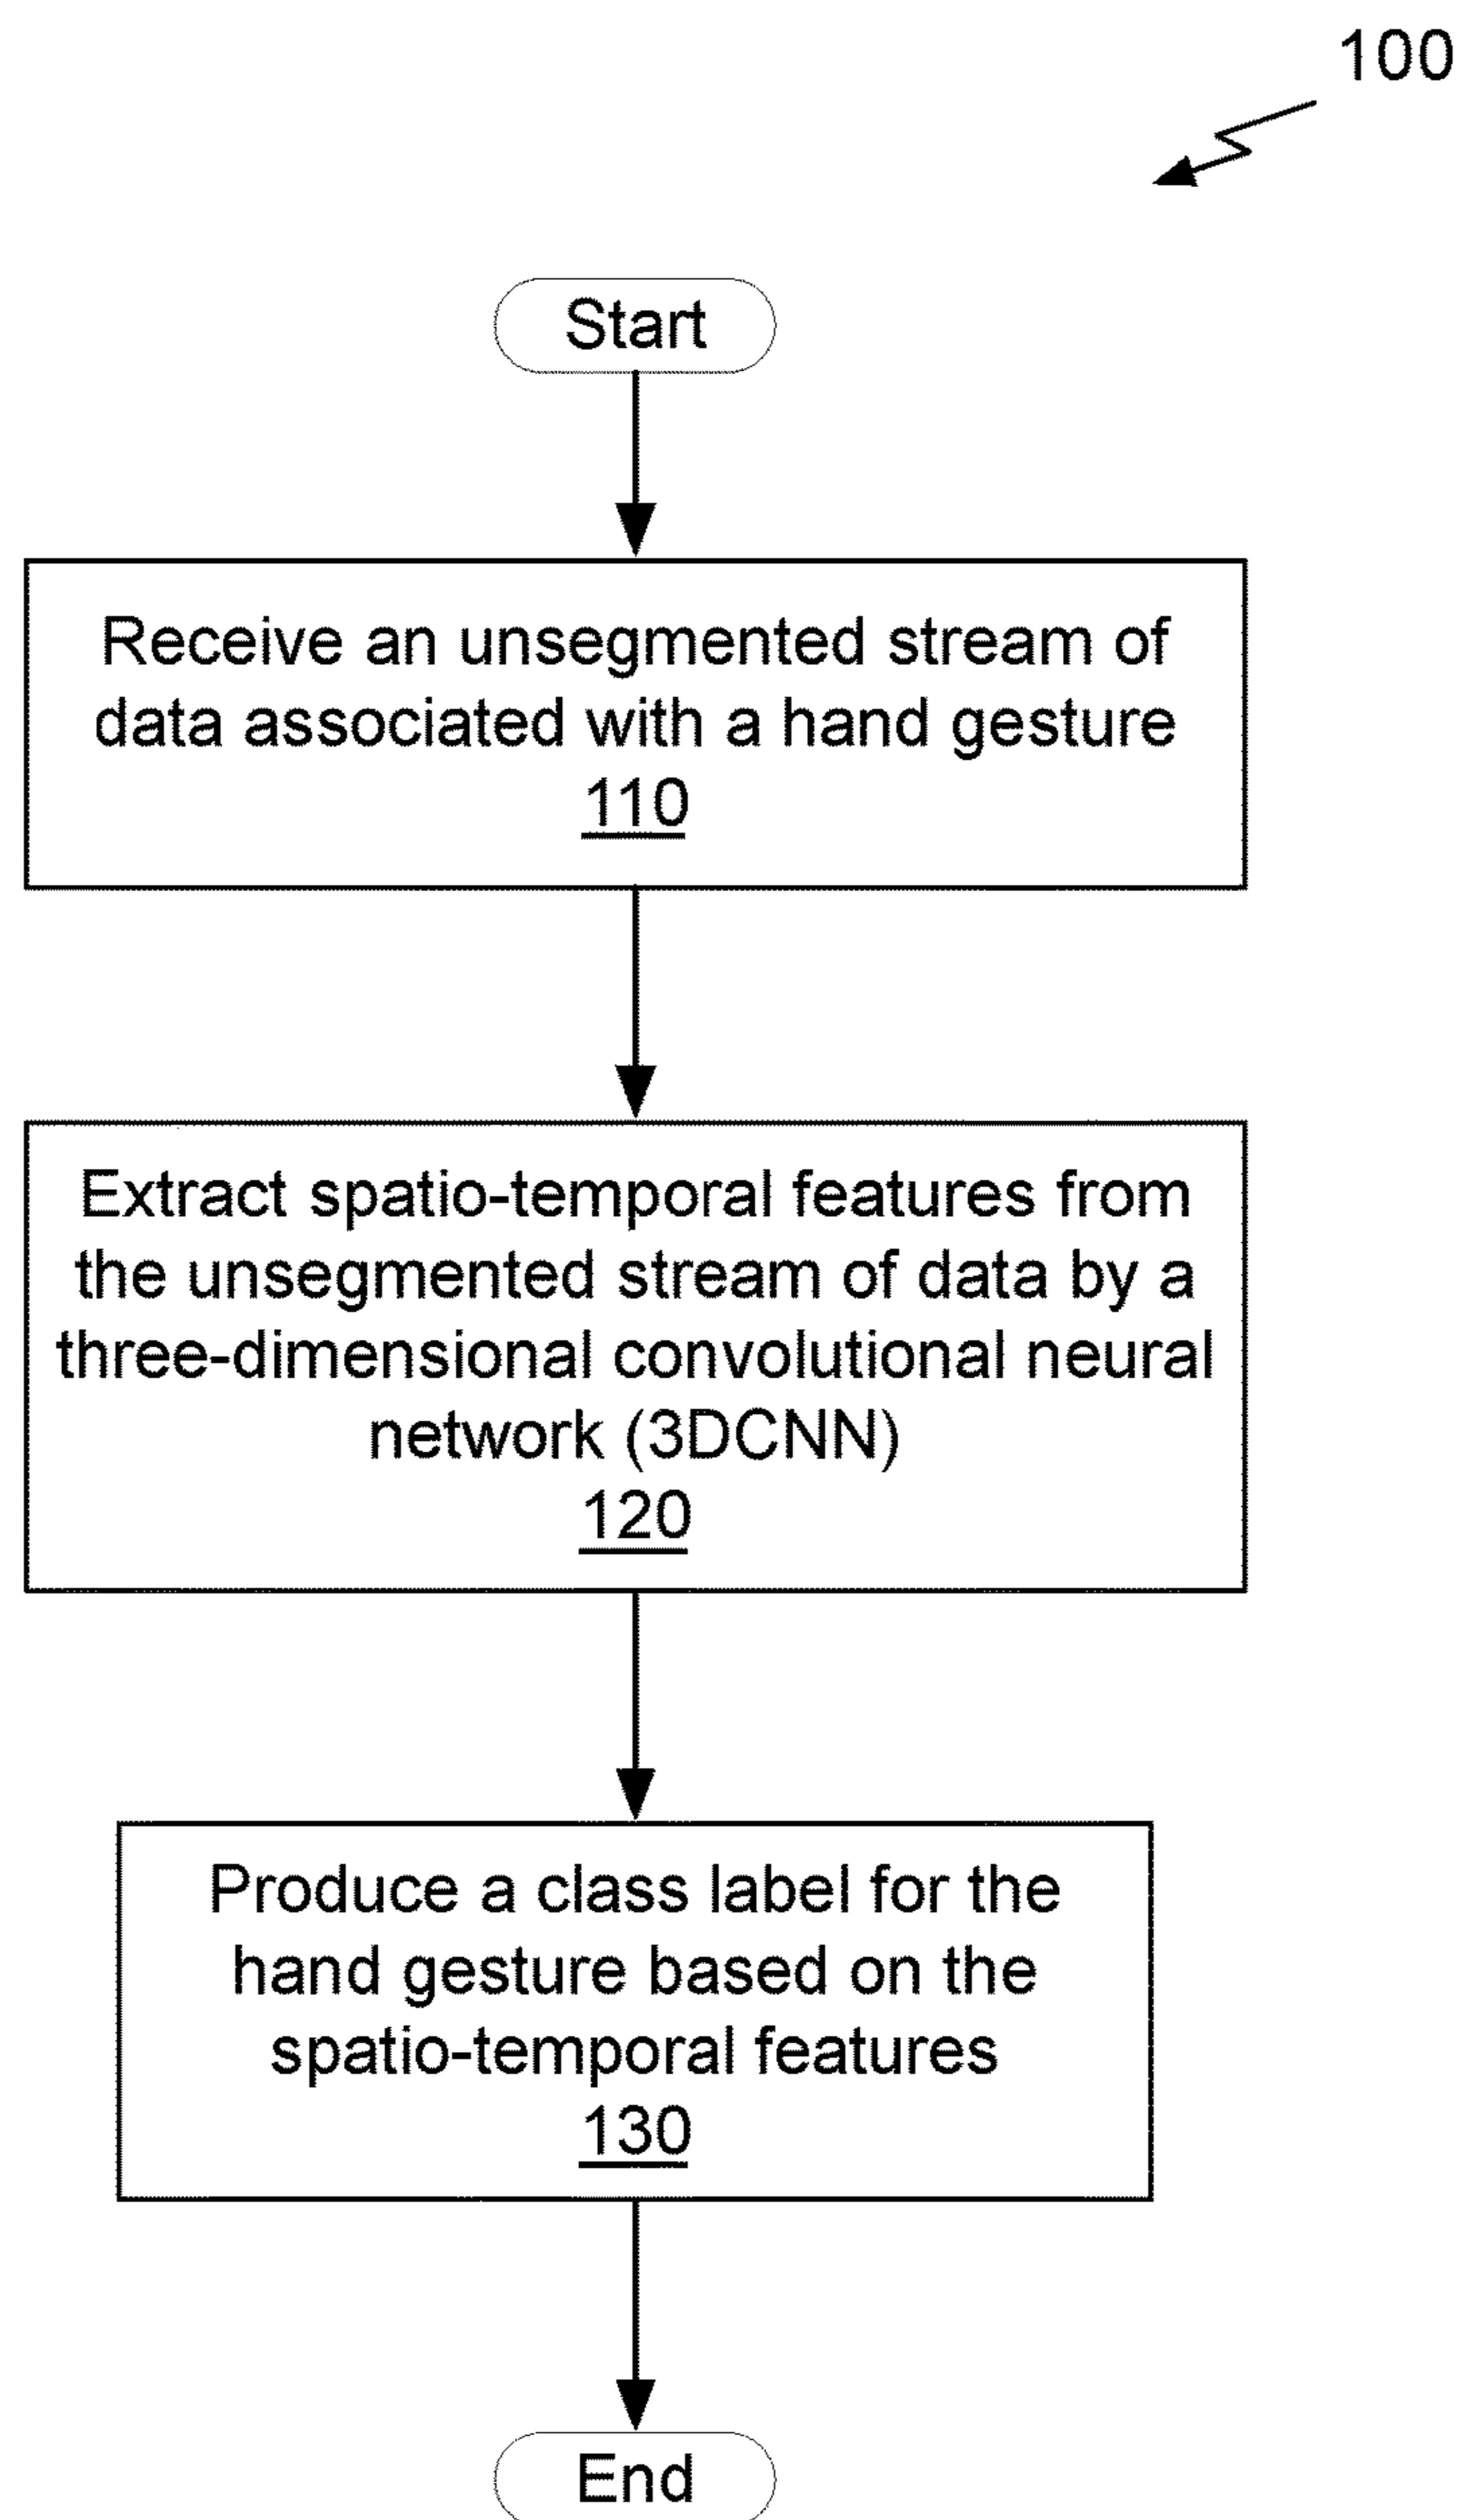 100
Start
Receive an unsegmented stream of
data associated with a hand gesture
110
Extract spatio-temporal features from
the unsegmented stream of data by a
three-dimensional convolutional neural
network (3DCNN)
120
Produce a class label for the
hand gesture based on the
spatio-temporal features
130
End